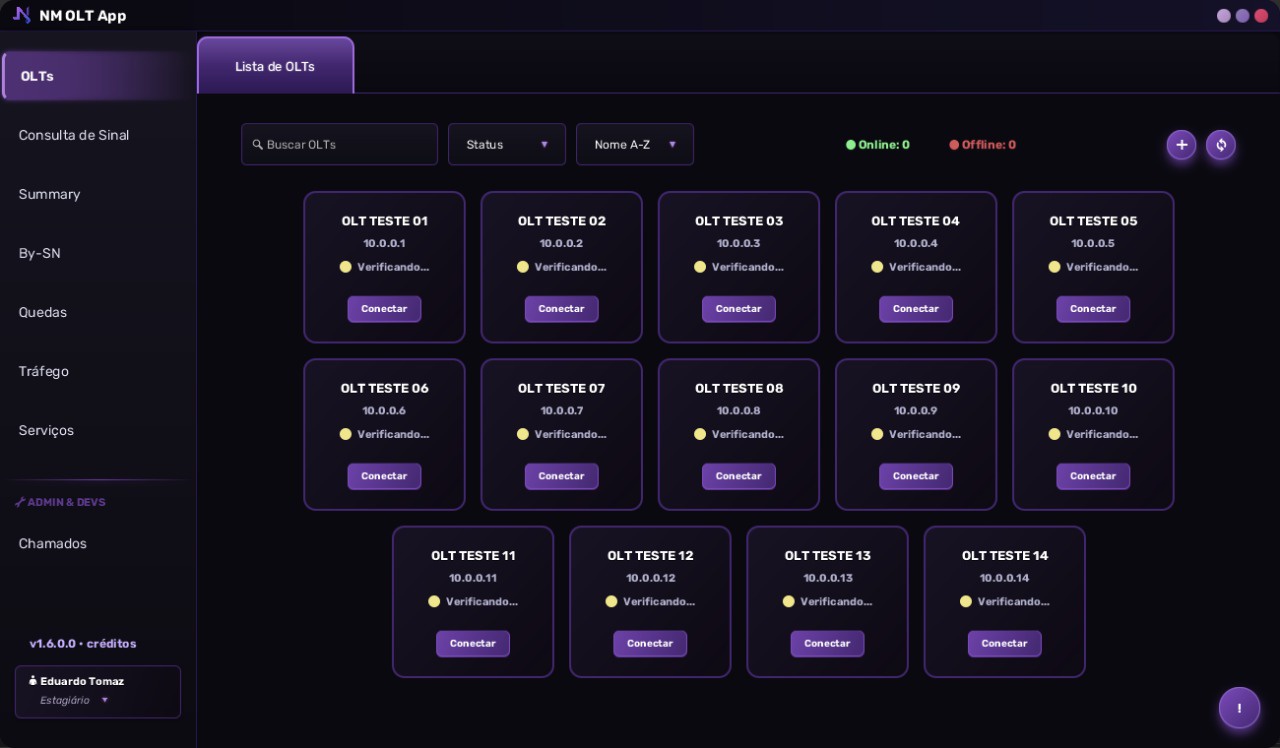 NM OLT App
OLTs
Consulta de Sinal
Summary
By-SN
Quedas
Tráfego
Serviços
ADMIN & DEVS
Chamados
v1.6.0.0 • créditos
Eduardo Tomaz
Estagiário ▼
Lista de OLTs
Buscar OLTs
Status ▼
Nome A-Z ▼
Online: 0
Offline: 0
+
OLT TESTE 01
10.0.0.1
Verificando...
Conectar
OLT TESTE 02
10.0.0.2
Verificando...
Conectar
OLT TESTE 03
10.0.0.3
Verificando...
Conectar
OLT TESTE 04
10.0.0.4
Verificando...
Conectar
OLT TESTE 05
10.0.0.5
Verificando...
Conectar
OLT TESTE 06
10.0.0.6
Verificando...
Conectar
OLT TESTE 07
10.0.0.7
Verificando...
Conectar
OLT TESTE 08
10.0.0.8
Verificando...
Conectar
OLT TESTE 09
10.0.0.9
Verificando...
Conectar
OLT TESTE 10
10.0.0.10
Verificando...
Conectar
OLT TESTE 11
10.0.0.11
Verificando...
Conectar
OLT TESTE 12
10.0.0.12
Verificando...
Conectar
OLT TESTE 13
10.0.0.13
Verificando...
Conectar
OLT TESTE 14
10.0.0.14
Verificando...
Conectar
!